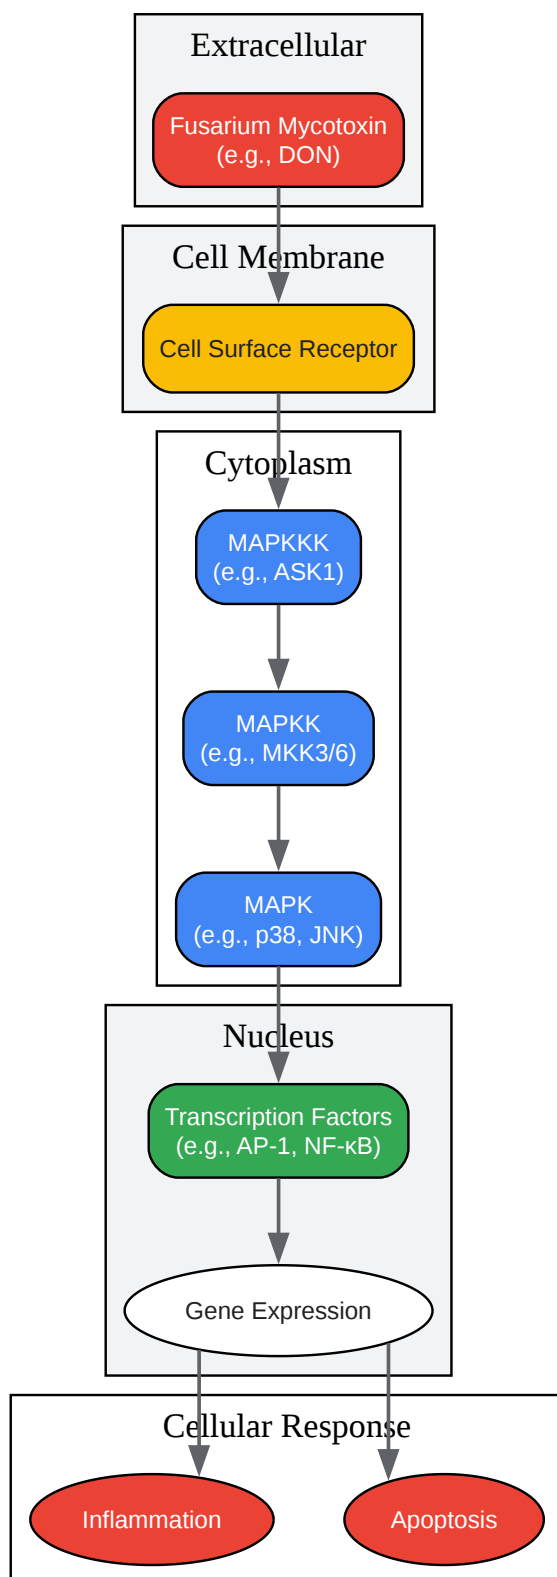 Extracellular
Fusarium Mycotoxin
(e.g., DON)
Cell Membrane
Cell Surface Receptor
Cytoplasm
MAPKKK
(e.g., ASK1)
MAPKK
(e.g., MKK3/6)
MAPK
(e.g., p38, JNK)
Nucleus
Transcription Factors
(e.g., AP-1, NF-κB)
Gene Expression
Cellular Response
Inflammation
Apoptosis